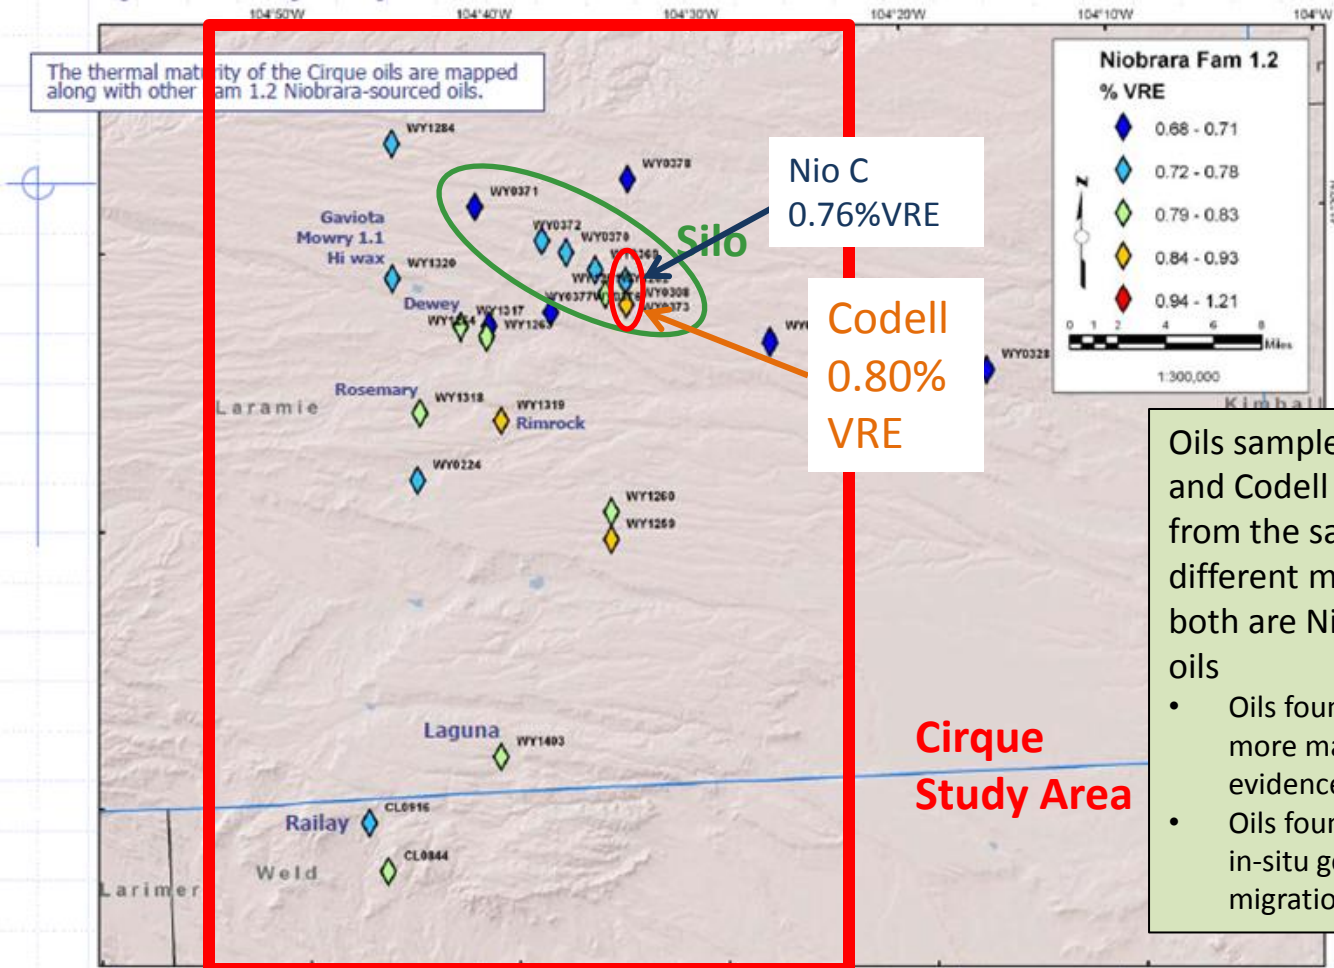 104°50'W 104°40'W 104°30'W 104°20'W 104°10'W 104°W
The thermal maturity of the Cirque oils are mapped
along with other Fam 1.2 Niobrara-sourced oils.
Niobrara Fam 1.2
% VRE
0.68 - 0.71
0.72 - 0.78
0.79 - 0.83
0.84 - 0.93
0.94 - 1.21
N
0 1 2 4 6 8
Miles
1:300,000
WY1284
WY0378
Nio C
0.76%VRE
WY0371
Gaviota
Mowry 1.1
Hi wax
WY0372
WY0370
Silo
WY1320
WY0377
WY0308
WY0373
Dewey
WY1317
WY1263
Codell
0.80%
VRE
WY0328
Rosemary
WY1318
WY1319
Rimrock
Laramie
Kimball
WY0224
WY1260
WY1259
Oils sample
and Codell
from the sa
different m
both are Ni
oils
• Oils foun
more ma
evidence
• Oils foun
in-situ ge
migratio
Laguna
WY1403
Cirque
Study Area
CL0916
Railay
CL0844
Weld
Larimer